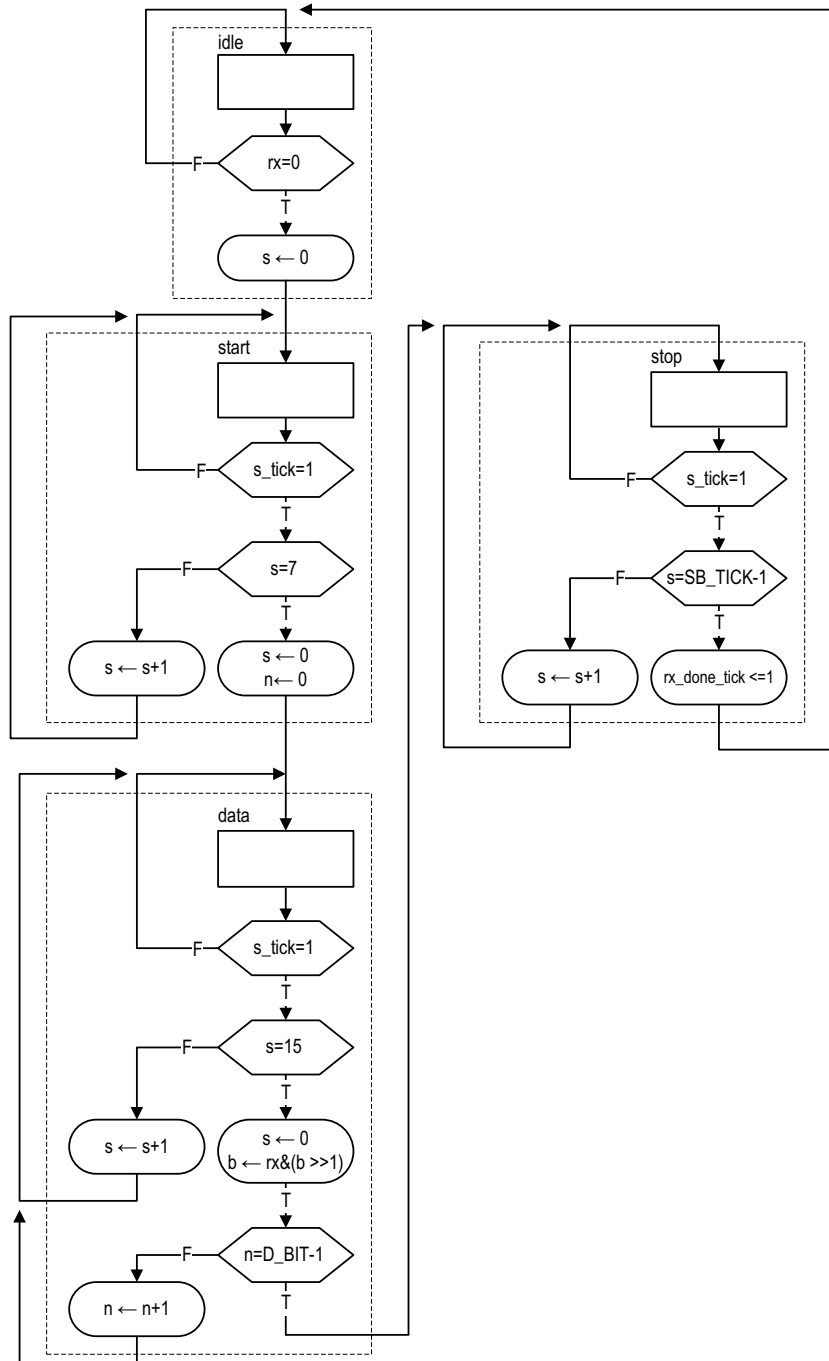 idle
rx=0
F
T
s ← 0
start
s_tick=1
F
T
s=7
F
T
s ← s+1
s ← 0
n← 0
data
s_tick=1
F
T
s=15
F
T
s ← s+1
s ← 0
b ← rx&(b >>1)
T
n=D_BIT-1
F
T
n ← n+1
stop
s_tick=1
F
T
s=SB_TICK-1
F
T
s ← s+1
rx_done_tick <=1